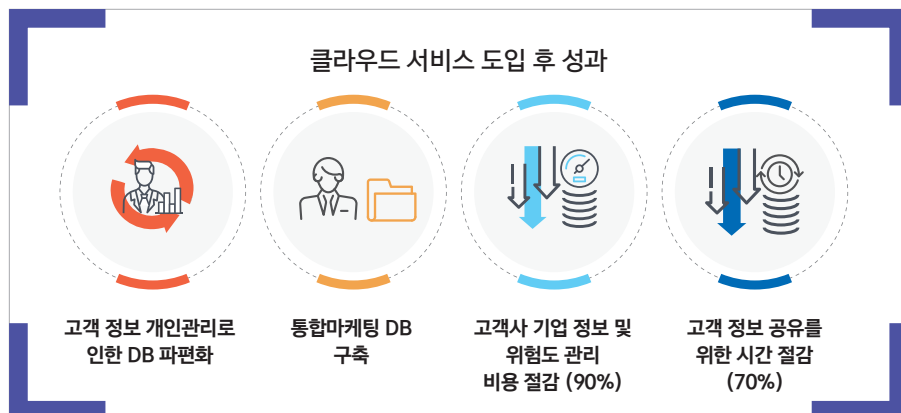 클라우드 서비스 도입 후 성과
고객 정보 개인관리로
인한 DB 파편화
통합마케팅 DB
구축
고객사 기업 정보 및
위험도 관리
비용 절감 (90%)
고객 정보 공유를
위한 시간 절감
(70%)